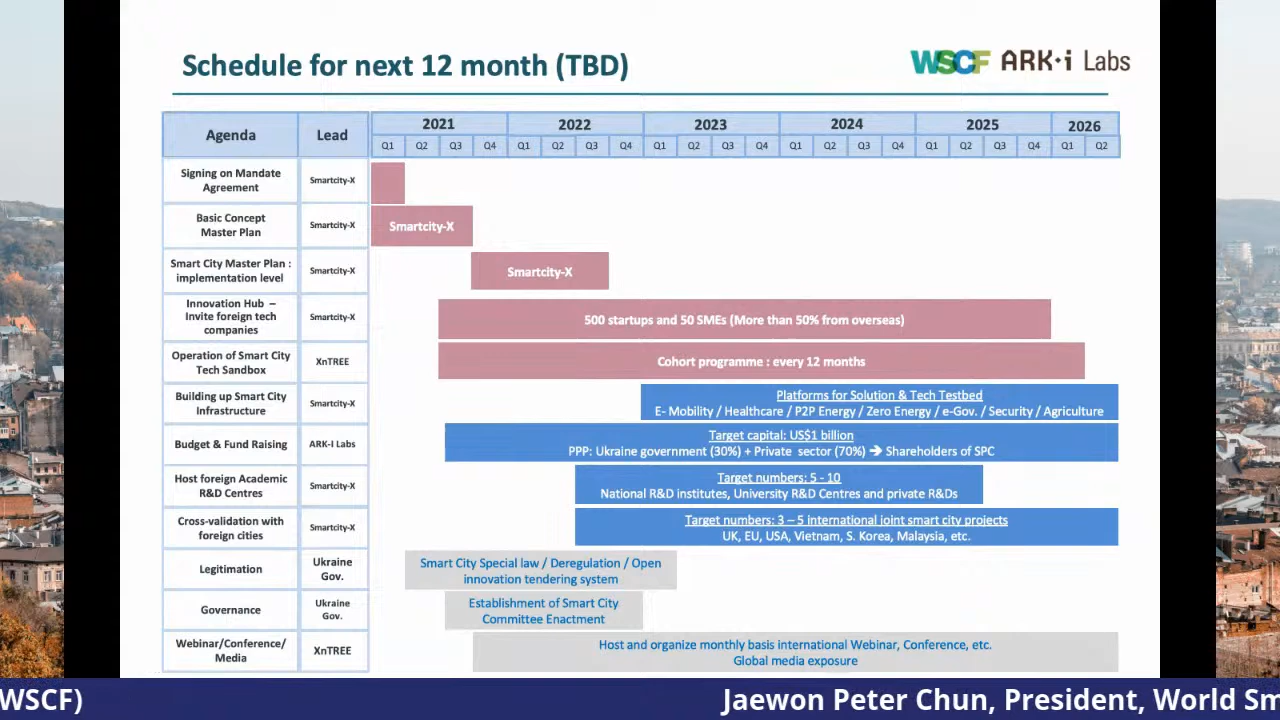 Schedule for next 12 month (TBD)
WSCF ARK·i Labs
Agenda Lead 2021 2022 2023 2024 2025 2026
Q1 Q2 Q3 Q4 Q1 Q2 Q3 Q4 Q1 Q2 Q3 Q4 Q1 Q2 Q3 Q4 Q1 Q2 Q3 Q4 Q1 Q2
Signing on Mandate
Agreement
Smartcity-X
Basic Concept
Master Plan
Smartcity-X
Smartcity-X
Smart City Master Plan :
implementation level
Smartcity-X
Smartcity-X
Innovation Hub –
Invite foreign tech
companies
Smartcity-X
500 startups and 50 SMEs (More than 50% from overseas)
Operation of Smart City
Tech Sandbox
XnTREE
Cohort programme : every 12 months
Building up Smart City
Infrastructure
Smartcity-X
Platforms for Solution & Tech Testbed
E- Mobility / Healthcare / P2P Energy / Zero Energy / e-Gov. / Security / Agriculture
Budget & Fund Raising
ARK-I Labs
Target capital: US$1 billion
PPP: Ukraine government (30%) + Private sector (70%) ➔ Shareholders of SPC
Host foreign Academic
R&D Centres
Smartcity-X
Target numbers: 5 - 10
National R&D institutes, University R&D Centres and private R&Ds
Cross-validation with
foreign cities
Smartcity-X
Target numbers: 3 – 5 international joint smart city projects
UK, EU, USA, Vietnam, S. Korea, Malaysia, etc.
Legitimation
Ukraine
Gov.
Smart City Special law / Deregulation / Open
innovation tendering system
Governance
Ukraine
Gov.
Establishment of Smart City
Committee Enactment
Webinar/Conference/
Media
XnTREE
Host and organize monthly basis international Webinar, Conference, etc.
Global media exposure
WSCF) Jaewon Peter Chun, President, World Sm